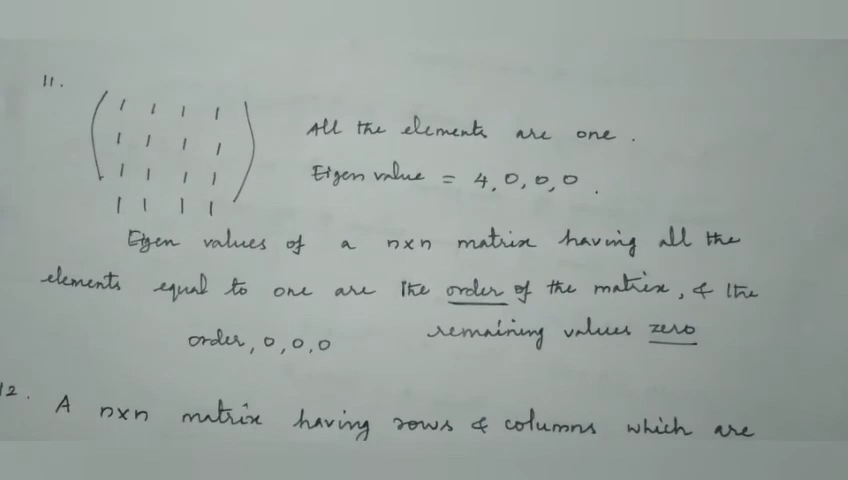 11.
1 1 1 1
1 1 1 1
1 1 1 1
1 1 1 1
All the elements are one.
Eigen value = 4, 0, 0, 0.
Eigen values of a nxn matrix having all the
elements equal to one are the order of the matrix, & the
order, 0, 0, 0 remaining values zero
12. A nxn matrix having rows & columns which are